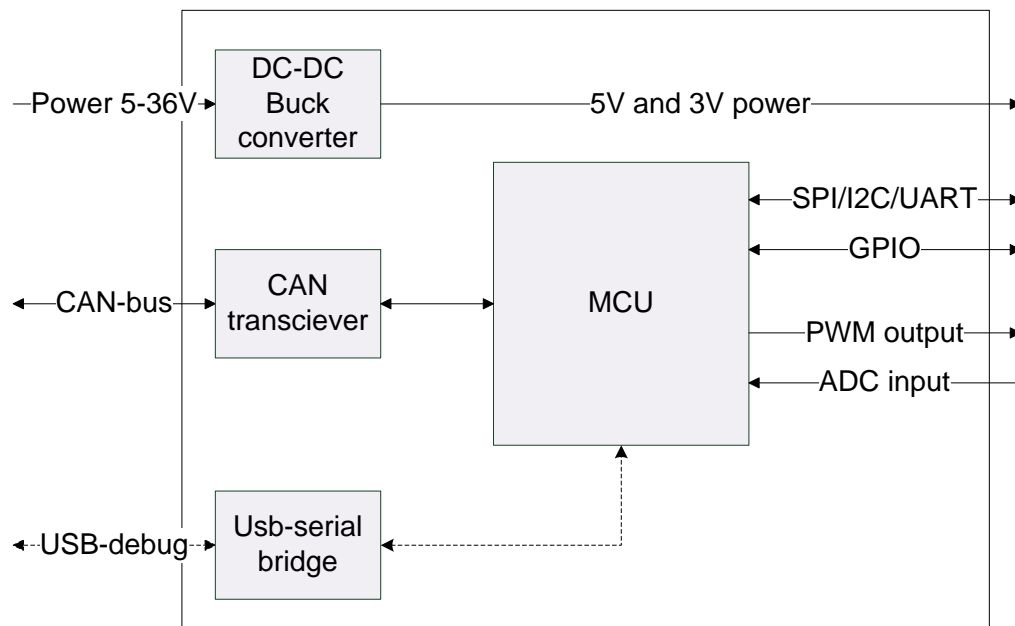 DC-DC
Buck
converter
Power 5-36V
5V and 3V power
SPI/I2C/UART
GPIO
CAN-bus
CAN
transciever
MCU
PWM output
ADC input
USB-debug
Usb-serial
bridge